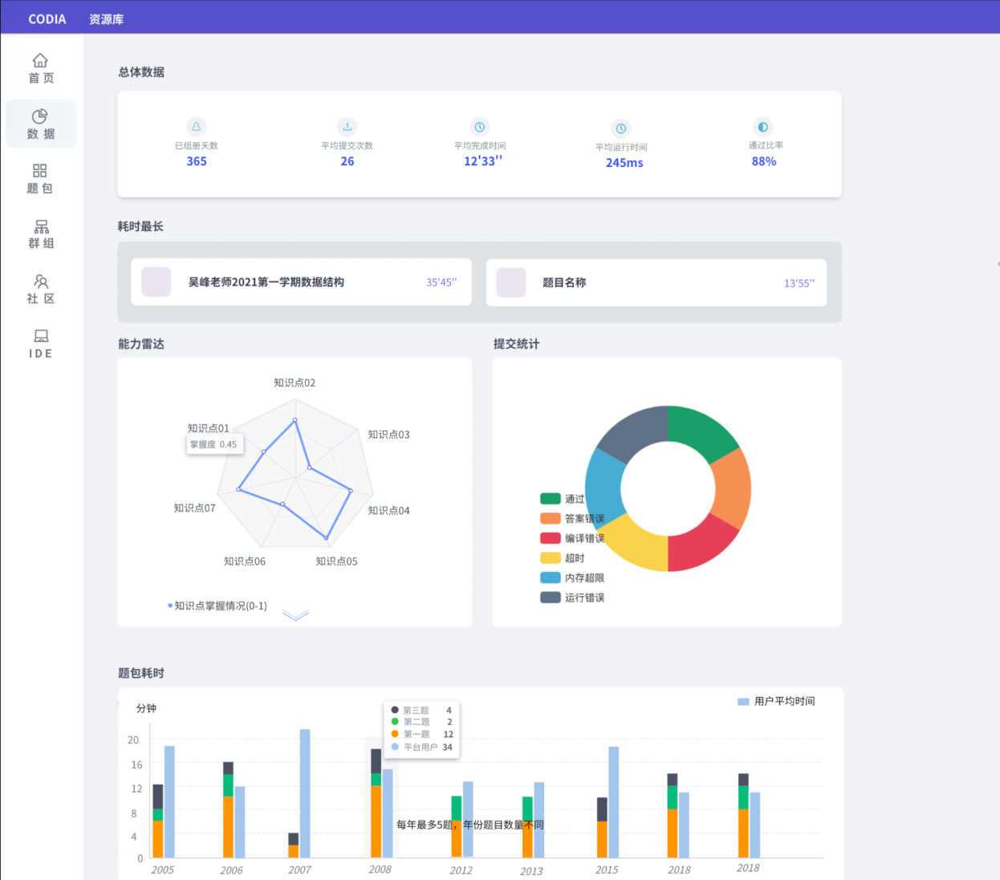 CODIA 资源库
首页
数据
题包
群组
社区
IDE
总体数据
已组册天数
365
平均提交次数
26
平均完成时间
12'33''
平均运行时间
245ms
通过比率
88%
耗时最长
吴峰老师2021第一学期数据结构 35'45''
题目名称 13'55''
能力雷达
知识点02
知识点01
知识点03
掌握度 0.45
知识点07
知识点04
知识点06
知识点05
知识点掌握情况(0-1)
提交统计
通过
答案错误
编译错误
超时
内存超限
运行错误
题包耗时
分钟
用户平均时间
第三题 4
第二题 2
第一题 12
平台用户 34
20
16
12
8
4
0
每年最多5题，年份题目数量不同
2005 2006 2007 2008 2012 2013 2015 2018 2018